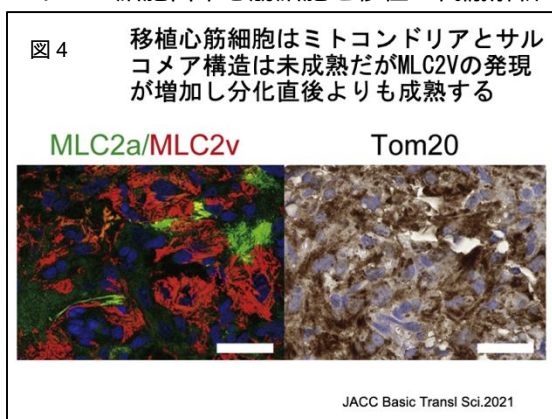 図4
移植心筋細胞はミトコンドリアとサル
コメア構造は未成熟だがMLC2Vの発現
が増加し分化直後よりも成熟する
MLC2a/MLC2v
Tom20
JACC Basic Transl Sci.2021